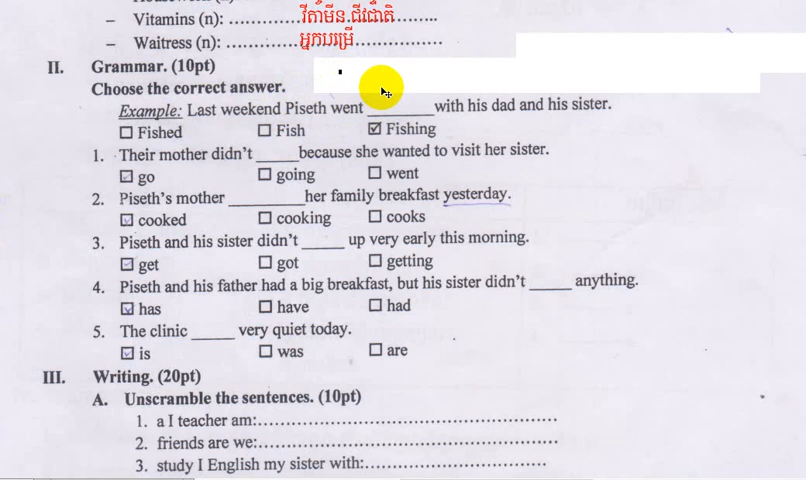 – Vitamins (n): ............វីតាមីន.ជីវជាតិ........
– Waitress (n): ............អ្នកបម្រើ...............
II. Grammar. (10pt)
Choose the correct answer.
Example: Last weekend Piseth went _______ with his dad and his sister.
☐ Fished ☐ Fish ☑ Fishing
1. Their mother didn't _____ because she wanted to visit her sister.
☑ go ☐ going ☐ went
2. Piseth's mother _________ her family breakfast yesterday.
☑ cooked ☐ cooking ☐ cooks
3. Piseth and his sister didn't _____ up very early this morning.
☑ get ☐ got ☐ getting
4. Piseth and his father had a big breakfast, but his sister didn't _____ anything.
☑ has ☐ have ☐ had
5. The clinic _____ very quiet today.
☑ is ☐ was ☐ are
III. Writing. (20pt)
A. Unscramble the sentences. (10pt)
1. a I teacher am:............................................................
2. friends are we:............................................................
3. study I English my sister with:....................................